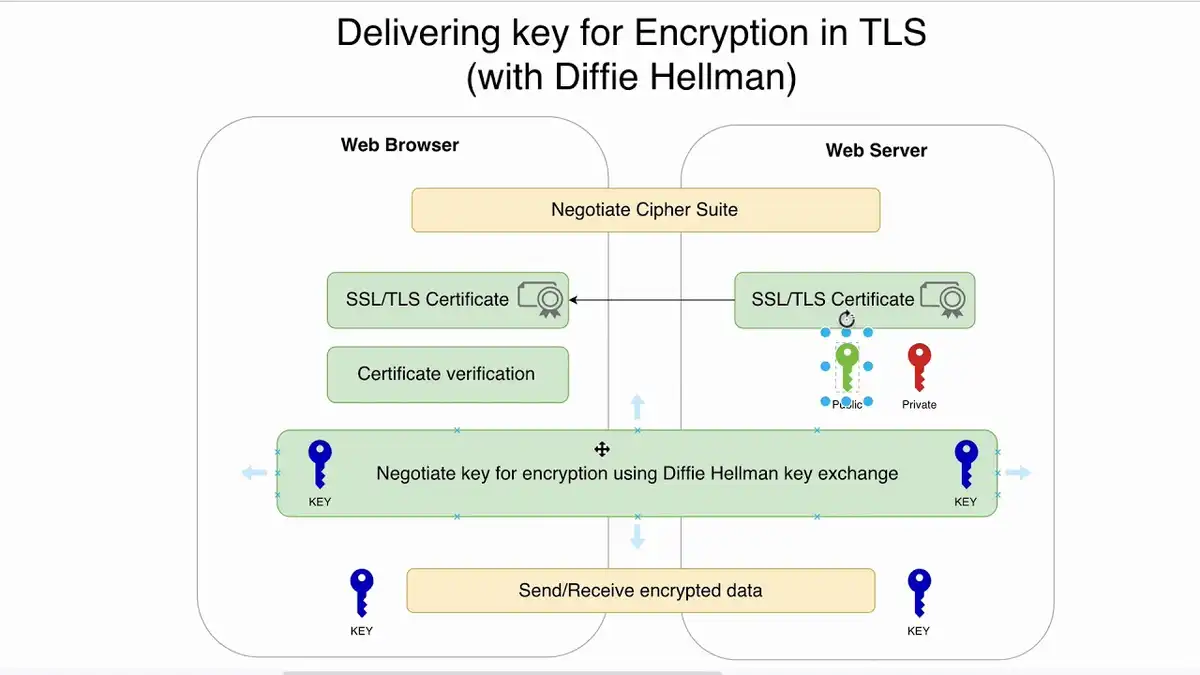 Delivering key for Encryption in TLS
(with Diffie Hellman)
Web Browser
Web Server
Negotiate Cipher Suite
SSL/TLS Certificate
SSL/TLS Certificate
Certificate verification
Public
Private
Negotiate key for encryption using Diffie Hellman key exchange
KEY
KEY
Send/Receive encrypted data
KEY
KEY